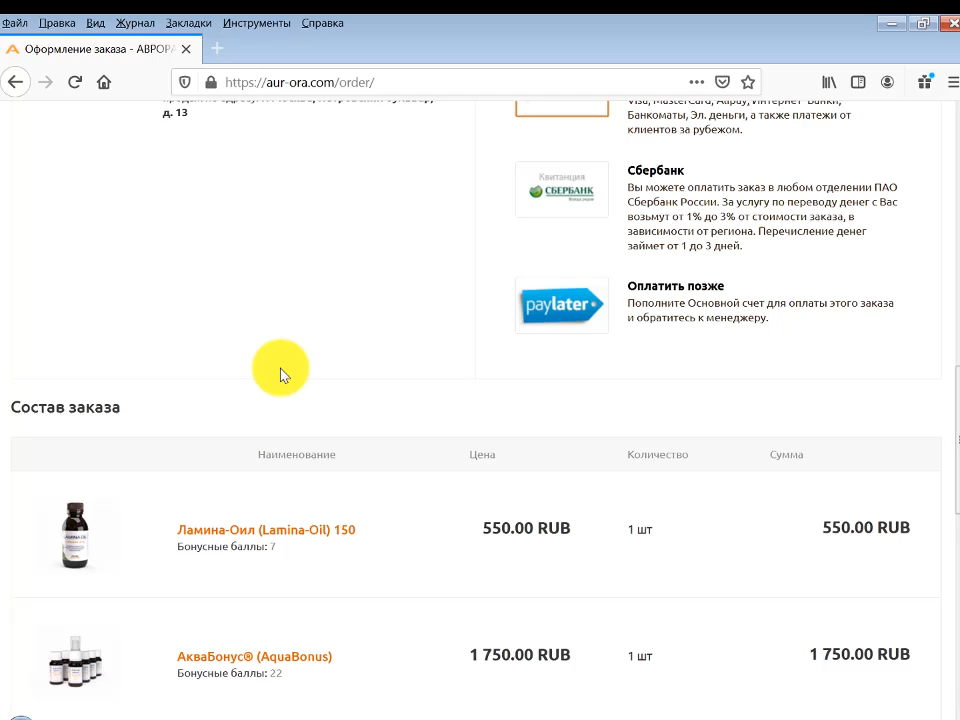 Файл Правка Вид Журнал Закладки Инструменты Справка
Оформление заказа - АВРОРА
https://aur-ora.com/order/
д. 13
Visa, MasterCard, Alipay, Интернет-Банки,
Банкоматы, Эл. деньги, а также платежи от
клиентов за рубежом.
Квитанция
СБЕРБАНК
Сбербанк
Вы можете оплатить заказ в любом отделении ПАО
Сбербанк России. За услугу по переводу денег с Вас
возьмут от 1% до 3% от стоимости заказа, в
зависимости от региона. Перечисление денег
займет от 1 до 3 дней.
paylater
Оплатить позже
Пополните Основной счет для оплаты этого заказа
и обратитесь к менеджеру.
Состав заказа
Наименование Цена Количество Сумма
LAMINA OIL
Ламина-Оил (Lamina-Oil) 150 550.00 RUB 1 шт 550.00 RUB
Бонусные баллы: 7
АкваБонус® (AquaBonus) 1 750.00 RUB 1 шт 1 750.00 RUB
Бонусные баллы: 22